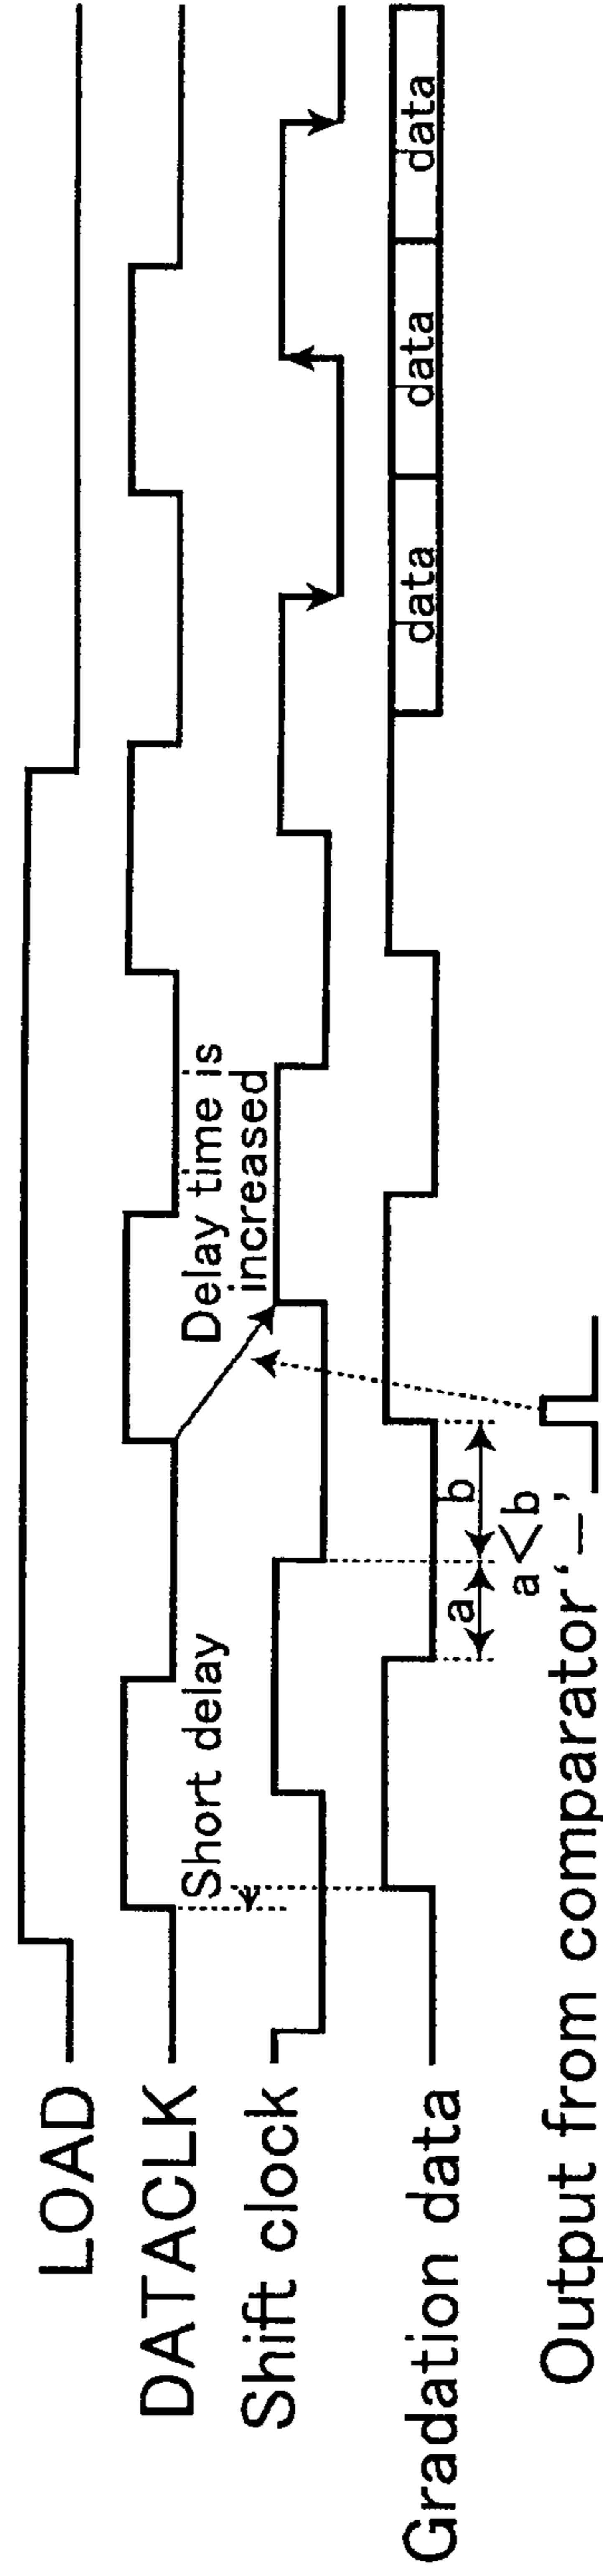 LOAD
DATACLK
Short delay
Delay time is
increased
Shift clock
Gradation data
data
data
data
a
b
a<b
Output from comparator‘−’